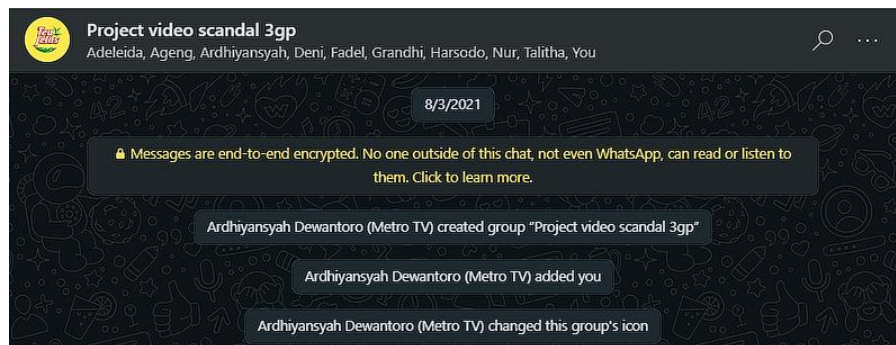 Project video scandal 3gp
Adeleida, Ageng, Ardhiyansyah, Deni, Fadel, Grandhi, Harsodo, Nur, Talitha, You
8/3/2021
Messages are end-to-end encrypted. No one outside of this chat, not even WhatsApp, can read or listen to
them. Click to learn more.
Ardhiyansyah Dewantoro (Metro TV) created group “Project video scandal 3gp”
Ardhiyansyah Dewantoro (Metro TV) added you
Ardhiyansyah Dewantoro (Metro TV) changed this group's icon